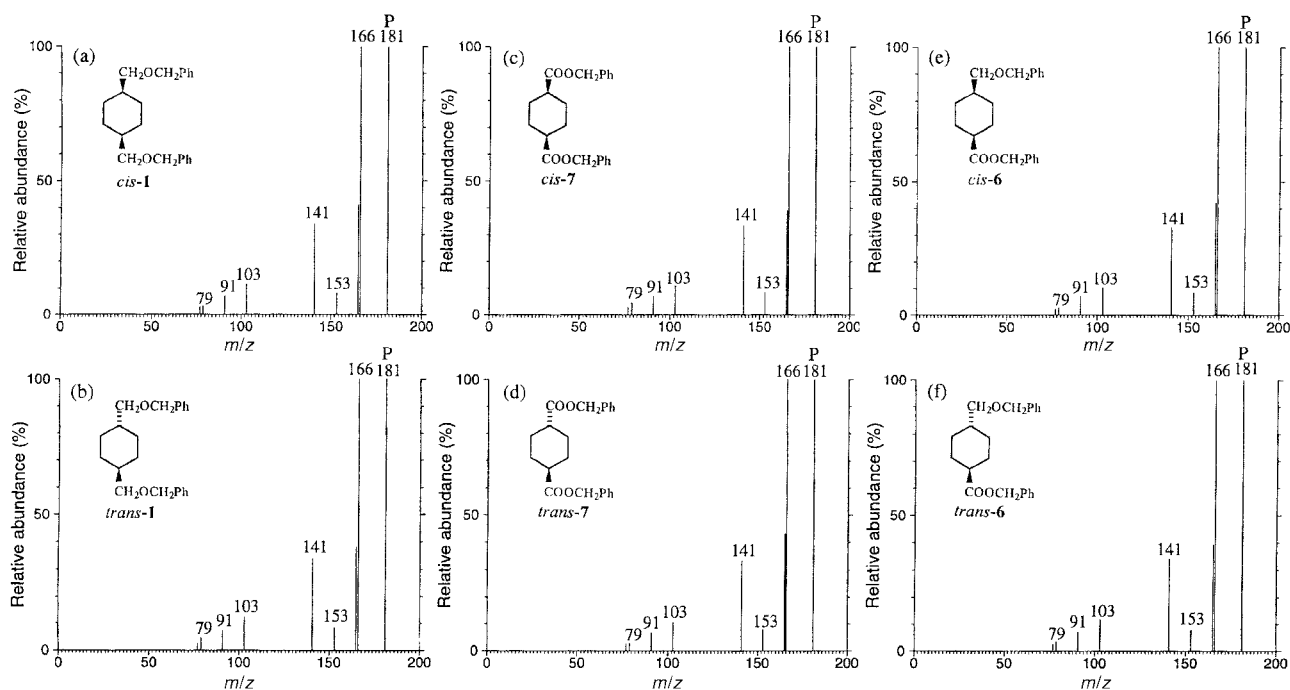 (a)
P
166 181
100
50
0
Relative abundance (%)
CH₂OCH₂Ph
CH₂OCH₂Ph
cis-1
79
91
103
141
153
0 50 100 150 200
m/z
(c)
P
166 181
100
50
0
Relative abundance (%)
COOCH₂Ph
COOCH₂Ph
cis-7
79
91
103
141
153
0 50 100 150 200
m/z
(e)
P
166 181
100
50
0
Relative abundance (%)
CH₂OCH₂Ph
COOCH₂Ph
cis-6
79
91
103
141
153
0 50 100 150 200
m/z
(b)
P
166 181
100
50
0
Relative abundance (%)
CH₂OCH₂Ph
CH₂OCH₂Ph
trans-1
79
91
103
141
153
0 50 100 150 200
m/z
(d)
P
166 181
100
50
0
Relative abundance (%)
COOCH₂Ph
COOCH₂Ph
trans-7
79
91
103
141
153
0 50 100 150 200
m/z
(f)
P
166 181
100
50
0
Relative abundance (%)
CH₂OCH₂Ph
COOCH₂Ph
trans-6
79
91
103
141
153
0 50 100 150 200
m/z